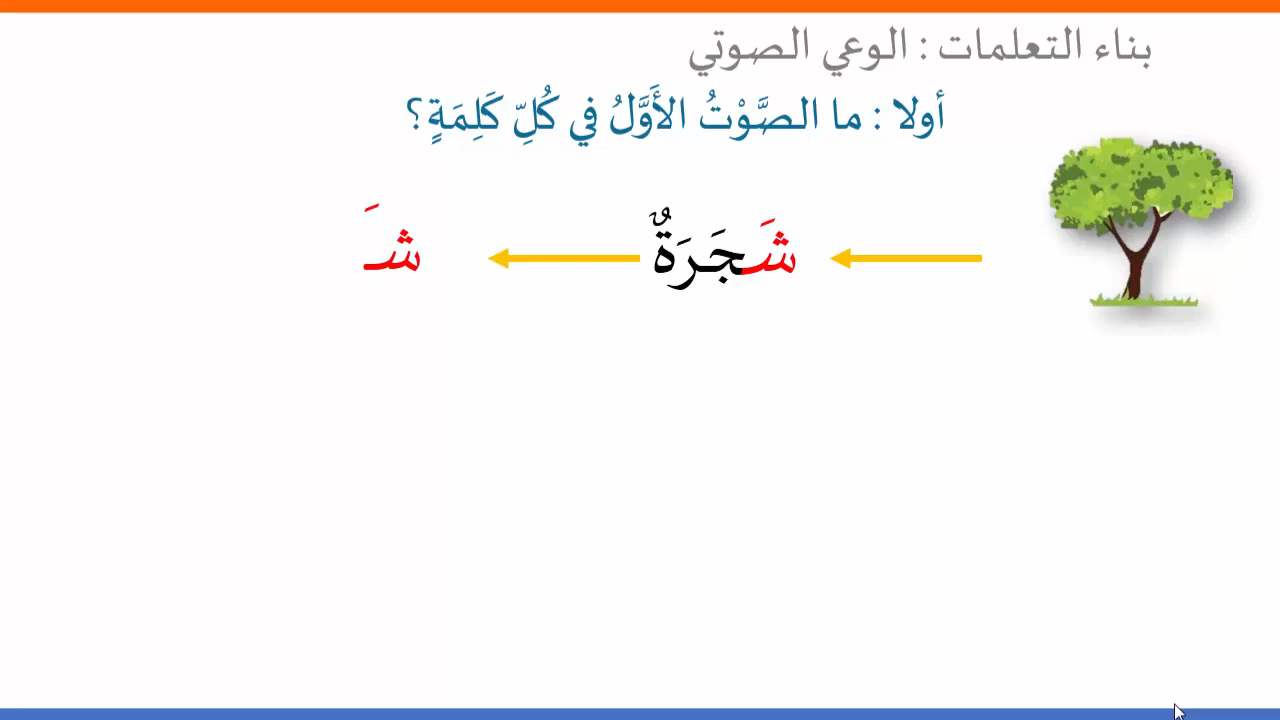 بناء التعلمات : الوعي الصوتي
أولا : ما الصَّوْتُ الأَوَّلُ في كُلِّ كَلِمَةٍ؟
شَجَرَةٌ شَـ